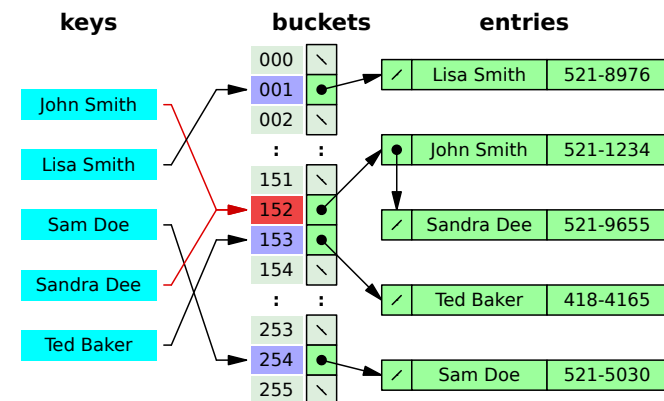 keys
buckets
entries
John Smith
Lisa Smith
Sam Doe
Sandra Dee
Ted Baker
000
001
002
: :
151
152
153
154
: :
253
254
255
Lisa Smith 521-8976
John Smith 521-1234
Sandra Dee 521-9655
Ted Baker 418-4165
Sam Doe 521-5030